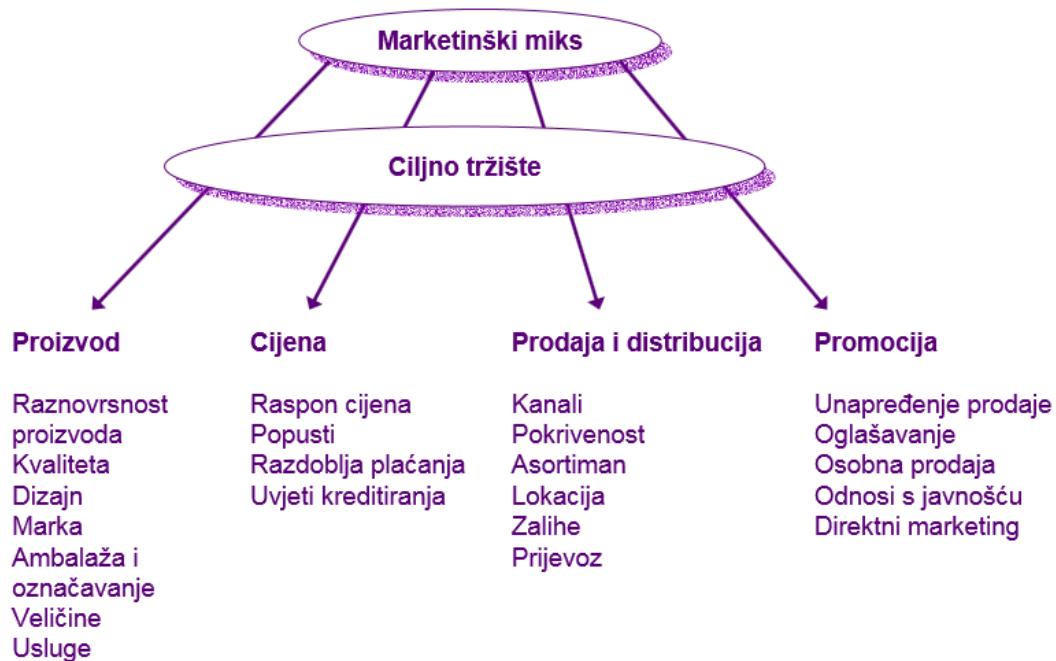 Marketinški miks
Ciljno tržište
Proizvod
Raznovrsnost
proizvoda
Kvaliteta
Dizajn
Marka
Ambalaža i
označavanje
Veličine
Usluge
Cijena
Raspon cijena
Popusti
Razdoblja plaćanja
Uvjeti kreditiranja
Prodaja i distribucija
Kanali
Pokrivenost
Asortiman
Lokacija
Zalihe
Prijevoz
Promocija
Unapređenje prodaje
Oglašavanje
Osobna prodaja
Odnosi s javnošću
Direktni marketing